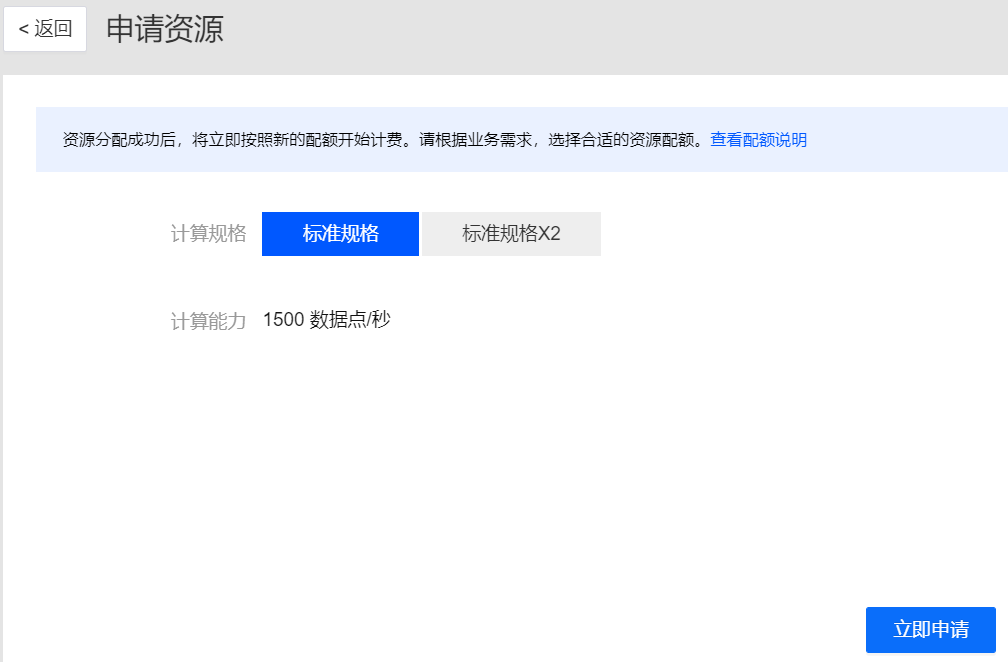 < 返回 申请资源
资源分配成功后，将立即按照新的配额开始计费。请根据业务需求，选择合适的资源配额。查看配额说明
计算规格 标准规格 标准规格X2
计算能力 1500 数据点/秒
立即申请